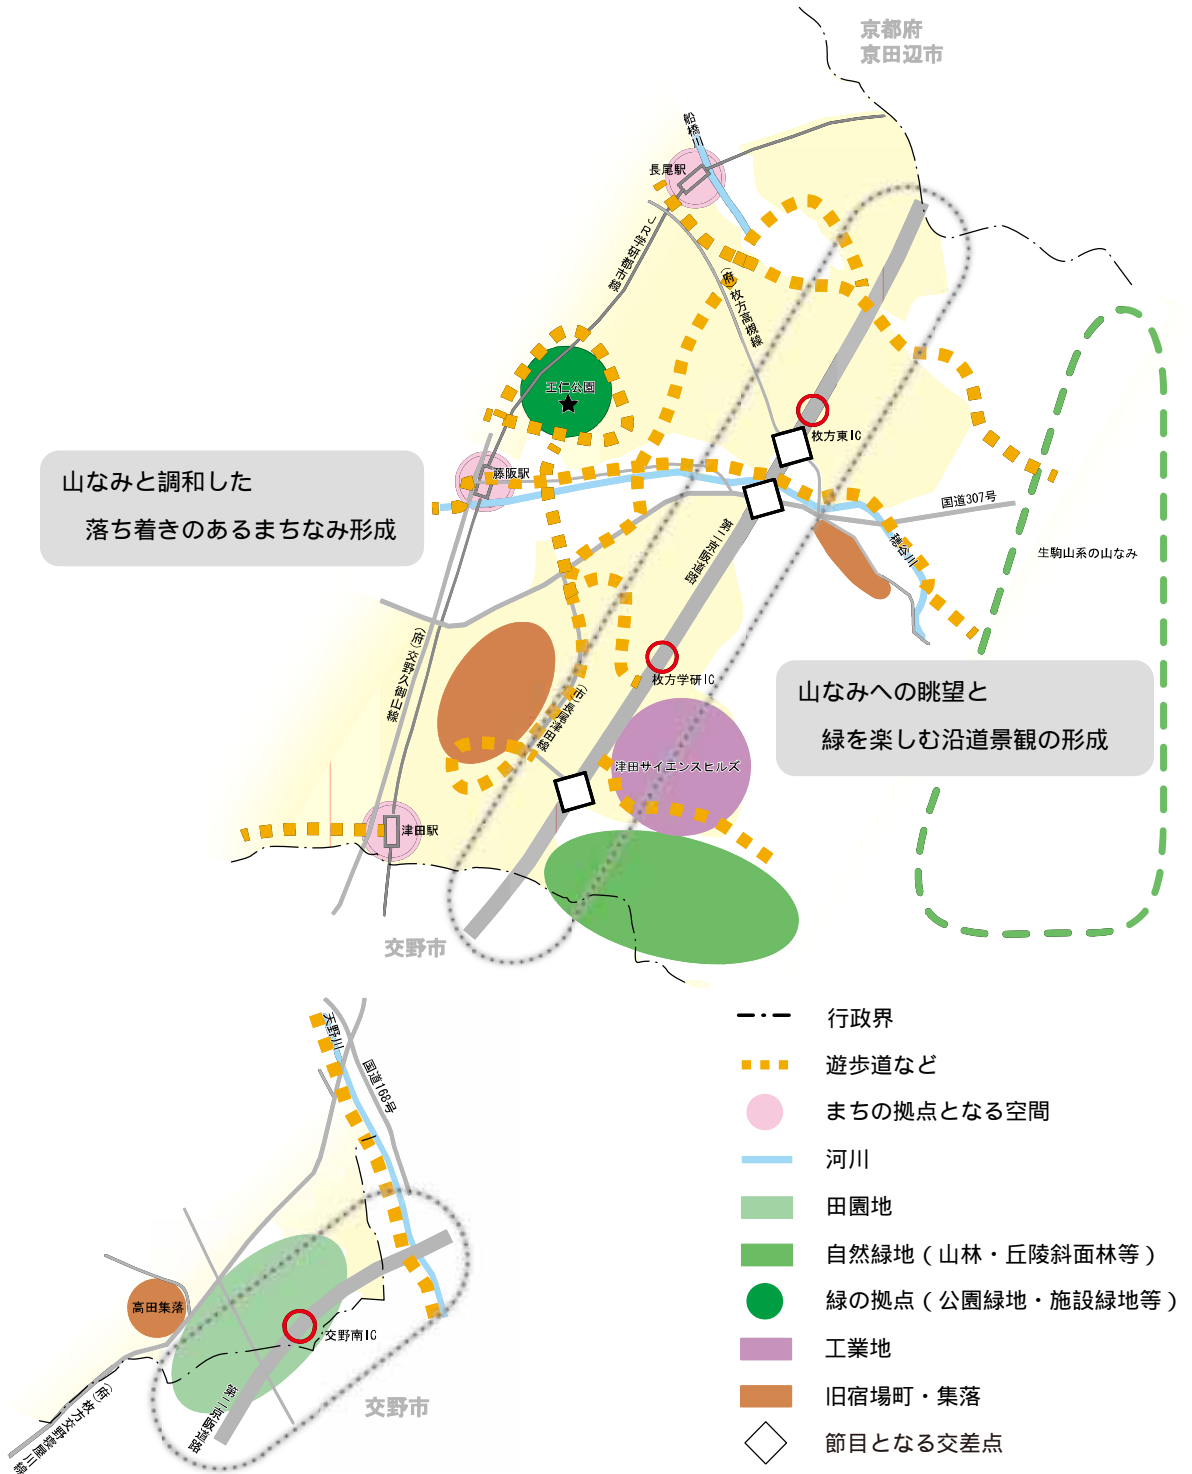 京都府
京田辺市
船橋川
長尾駅
JR学研都市線
(府)枚方高槻線
王仁公園
枚方東IC
藤阪駅
山なみと調和した
落ち着きのあるまちなみ形成
国道307号
第二京阪道路
穂谷川
生駒山系の山なみ
(府)交野久御山線
枚方学研IC
(市)長尾津田線
山なみへの眺望と
緑を楽しむ沿道景観の形成
津田サイエンスヒルズ
津田駅
交野市
天野川
国道168号
高田集落
交野南IC
第二京阪道路
交野市
(府)枚方交野寝屋川線
行政界
遊歩道など
まちの拠点となる空間
河川
田園地
自然緑地(山林・丘陵斜面林等)
緑の拠点(公園緑地・施設緑地等)
工業地
旧宿場町・集落
節目となる交差点